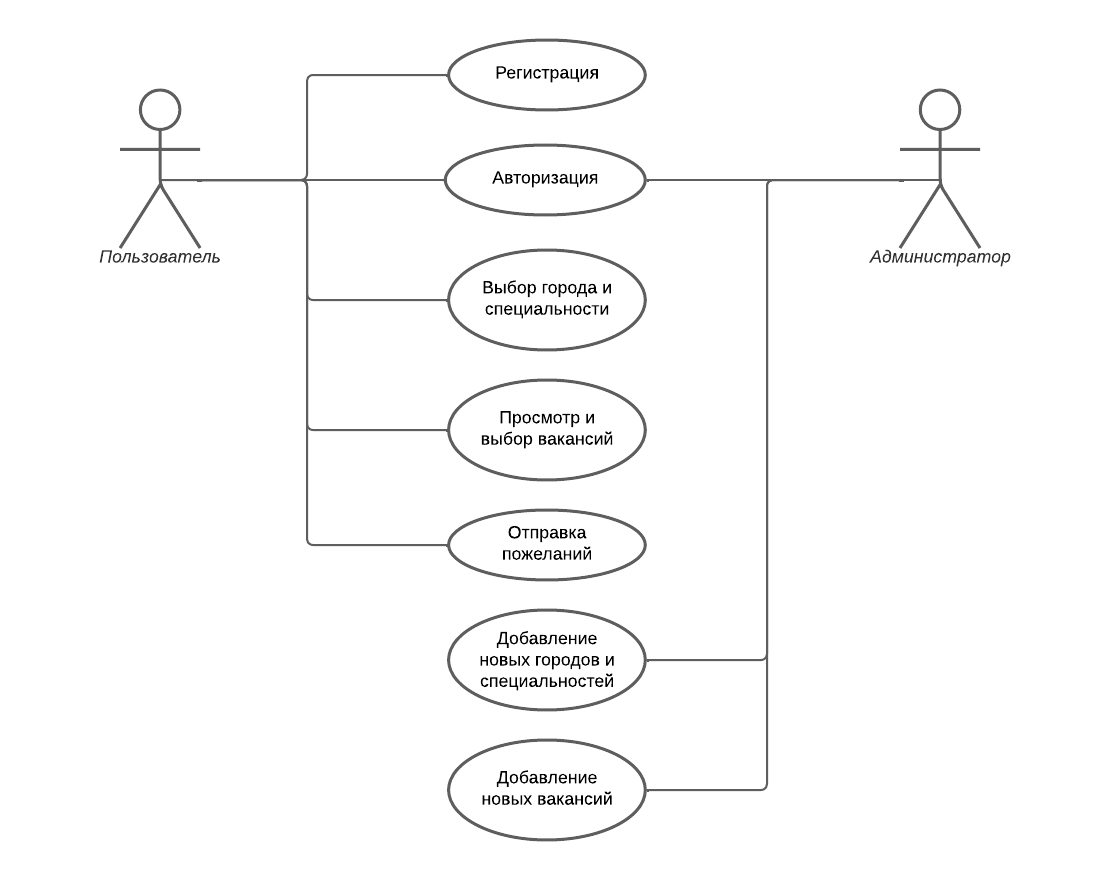 Регистрация
Пользователь
Авторизация
Администратор
Выбор города и
специальности
Просмотр и
выбор вакансий
Отправка
пожеланий
Добавление
новых городов и
специальностей
Добавление
новых вакансий